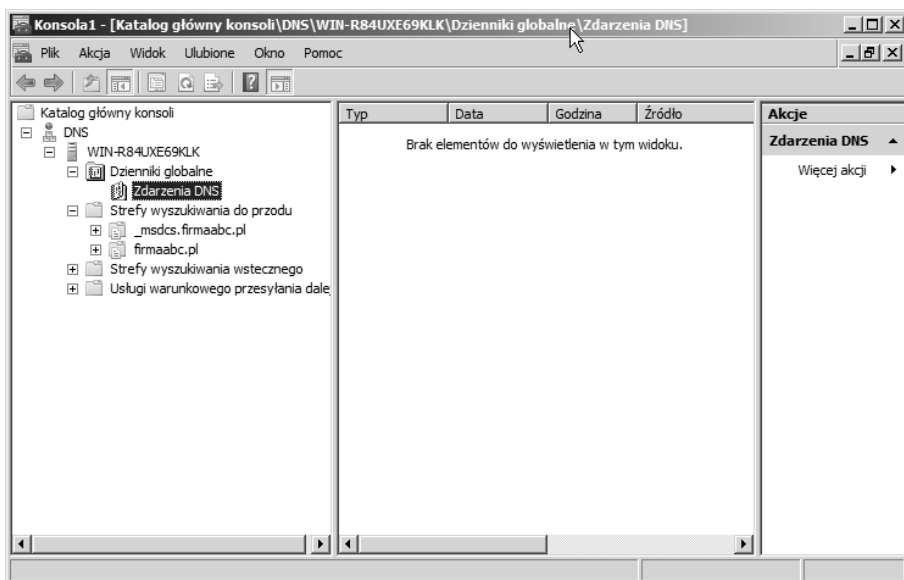 Konsola1 - [Katalog główny konsoli\DNS\WIN-R84UXE69KLK\Dzienniki globalne\Zdarzenia DNS]
Plik Akcja Widok Ulubione Okno Pomoc
Katalog główny konsoli
DNS
WIN-R84UXE69KLK
Dzienniki globalne
Zdarzenia DNS
Strefy wyszukiwania do przodu
_msdcs.firmaabc.pl
firmaabc.pl
Strefy wyszukiwania wstecznego
Usługi warunkowego przesyłania dale
Typ Data Godzina Źródło
Brak elementów do wyświetlenia w tym widoku.
Akcje
Zdarzenia DNS
Więcej akcji